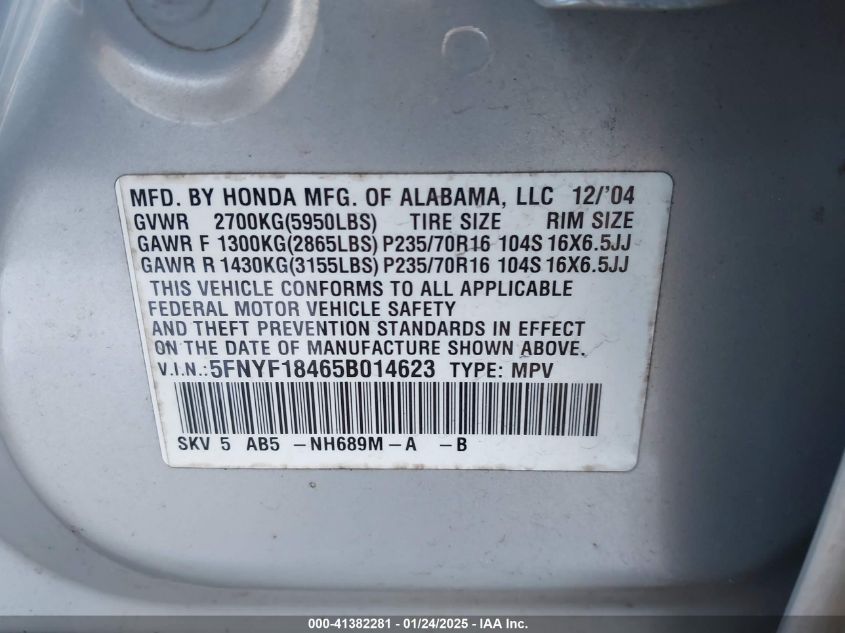 MFD. BY HONDA MFG. OF ALABAMA, LLC 12/'04
GVWR 2700KG(5950LBS) TIRE SIZE RIM SIZE
GAWR F 1300KG(2865LBS) P235/70R16 104S 16X6.5JJ
GAWR R 1430KG(3155LBS) P235/70R16 104S 16X6.5JJ
THIS VEHICLE CONFORMS TO ALL APPLICABLE
FEDERAL MOTOR VEHICLE SAFETY
AND THEFT PREVENTION STANDARDS IN EFFECT
ON THE DATE OF MANUFACTURE SHOWN ABOVE.
V.I.N.:5FNYF18465B014623 TYPE: MPV
SKV 5 AB5 -NH689M-A -B
000-41382281 - 01/24/2025 - IAA Inc.